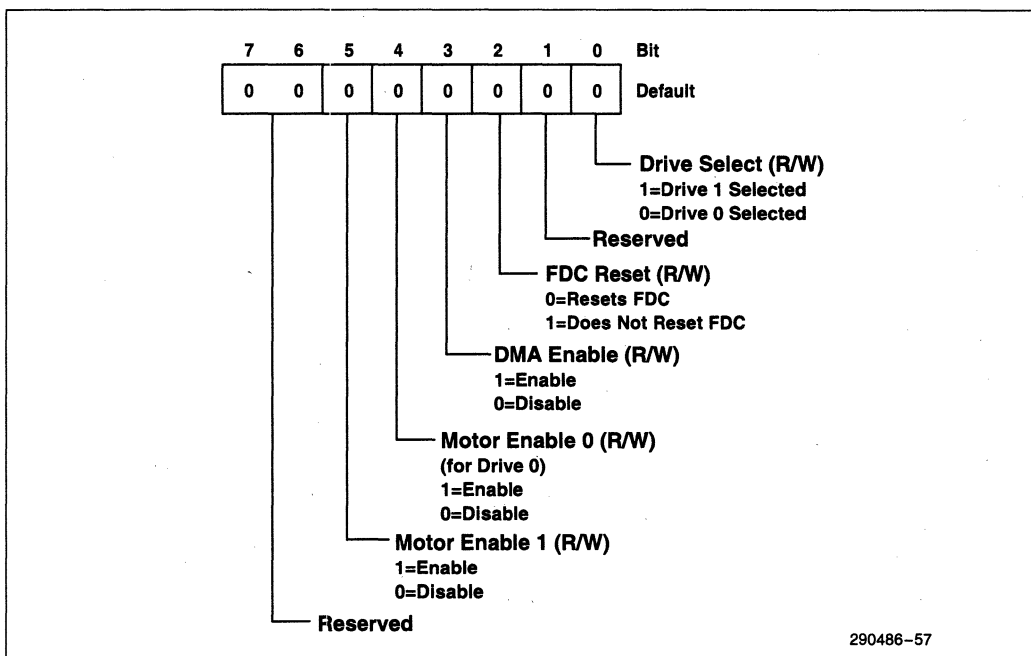 7 6 5 4 3 2 1 0 Bit
0 0 0 0 0 0 0 0 Default
Drive Select (R/W)
1=Drive 1 Selected
0=Drive 0 Selected
Reserved
FDC Reset (R/W)
0=Resets FDC
1=Does Not Reset FDC
DMA Enable (R/W)
1=Enable
0=Disable
Motor Enable 0 (R/W)
(for Drive 0)
1=Enable
0=Disable
Motor Enable 1 (R/W)
1=Enable
0=Disable
Reserved
290486–57